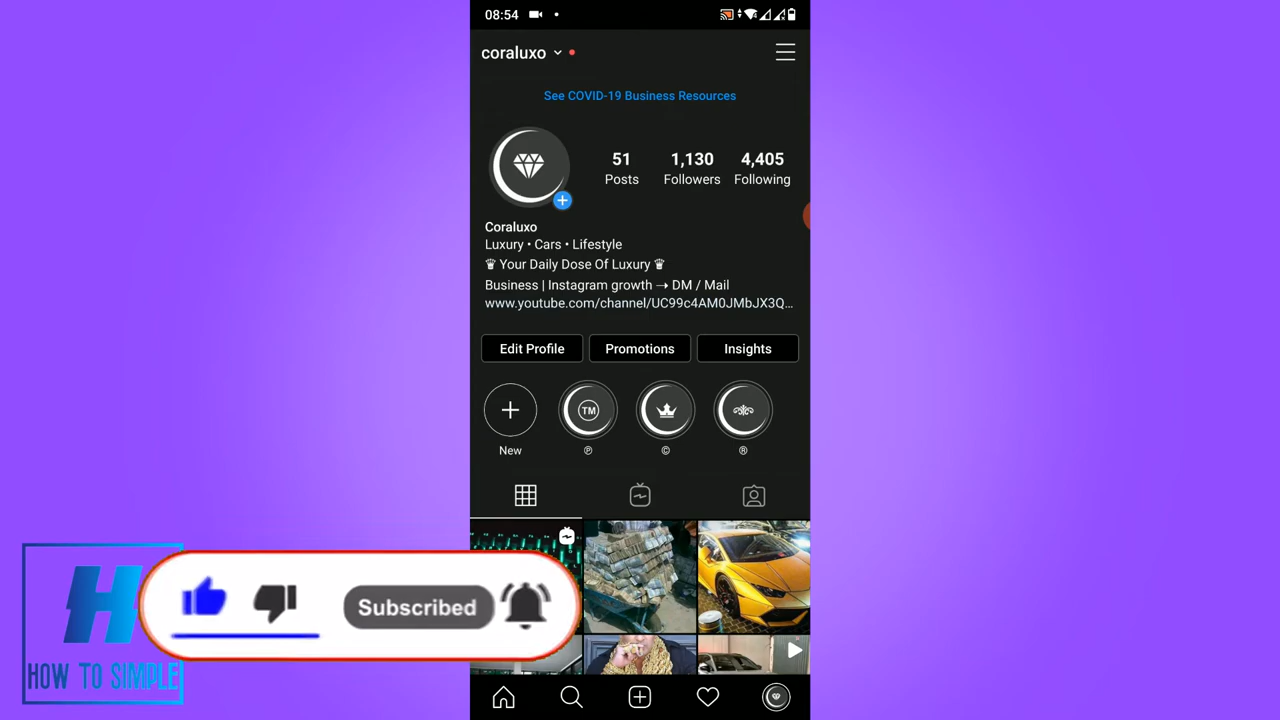 08:54
coraluxo
See COVID-19 Business Resources
51
Posts
1,130
Followers
4,405
Following
Coraluxo
Luxury • Cars • Lifestyle
♛ Your Daily Dose Of Luxury ♛
Business | Instagram growth → DM / Mail
www.youtube.com/channel/UC99c4AM0JMbJX3Q...
Edit Profile
Promotions
Insights
TM
New
℗
©
®
Subscribed
H
HOW TO SIMPLE